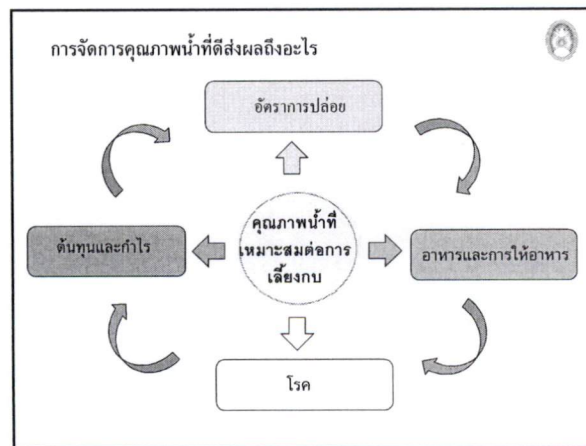 การจัดการคุณภาพน้ำที่ดีส่งผลถึงอะไร
อัตราการปล่อย
คุณภาพน้ำที่
เหมาะสมต่อการ
เลี้ยงกบ
ต้นทุนและกำไร
อาหารและการให้อาหาร
โรค